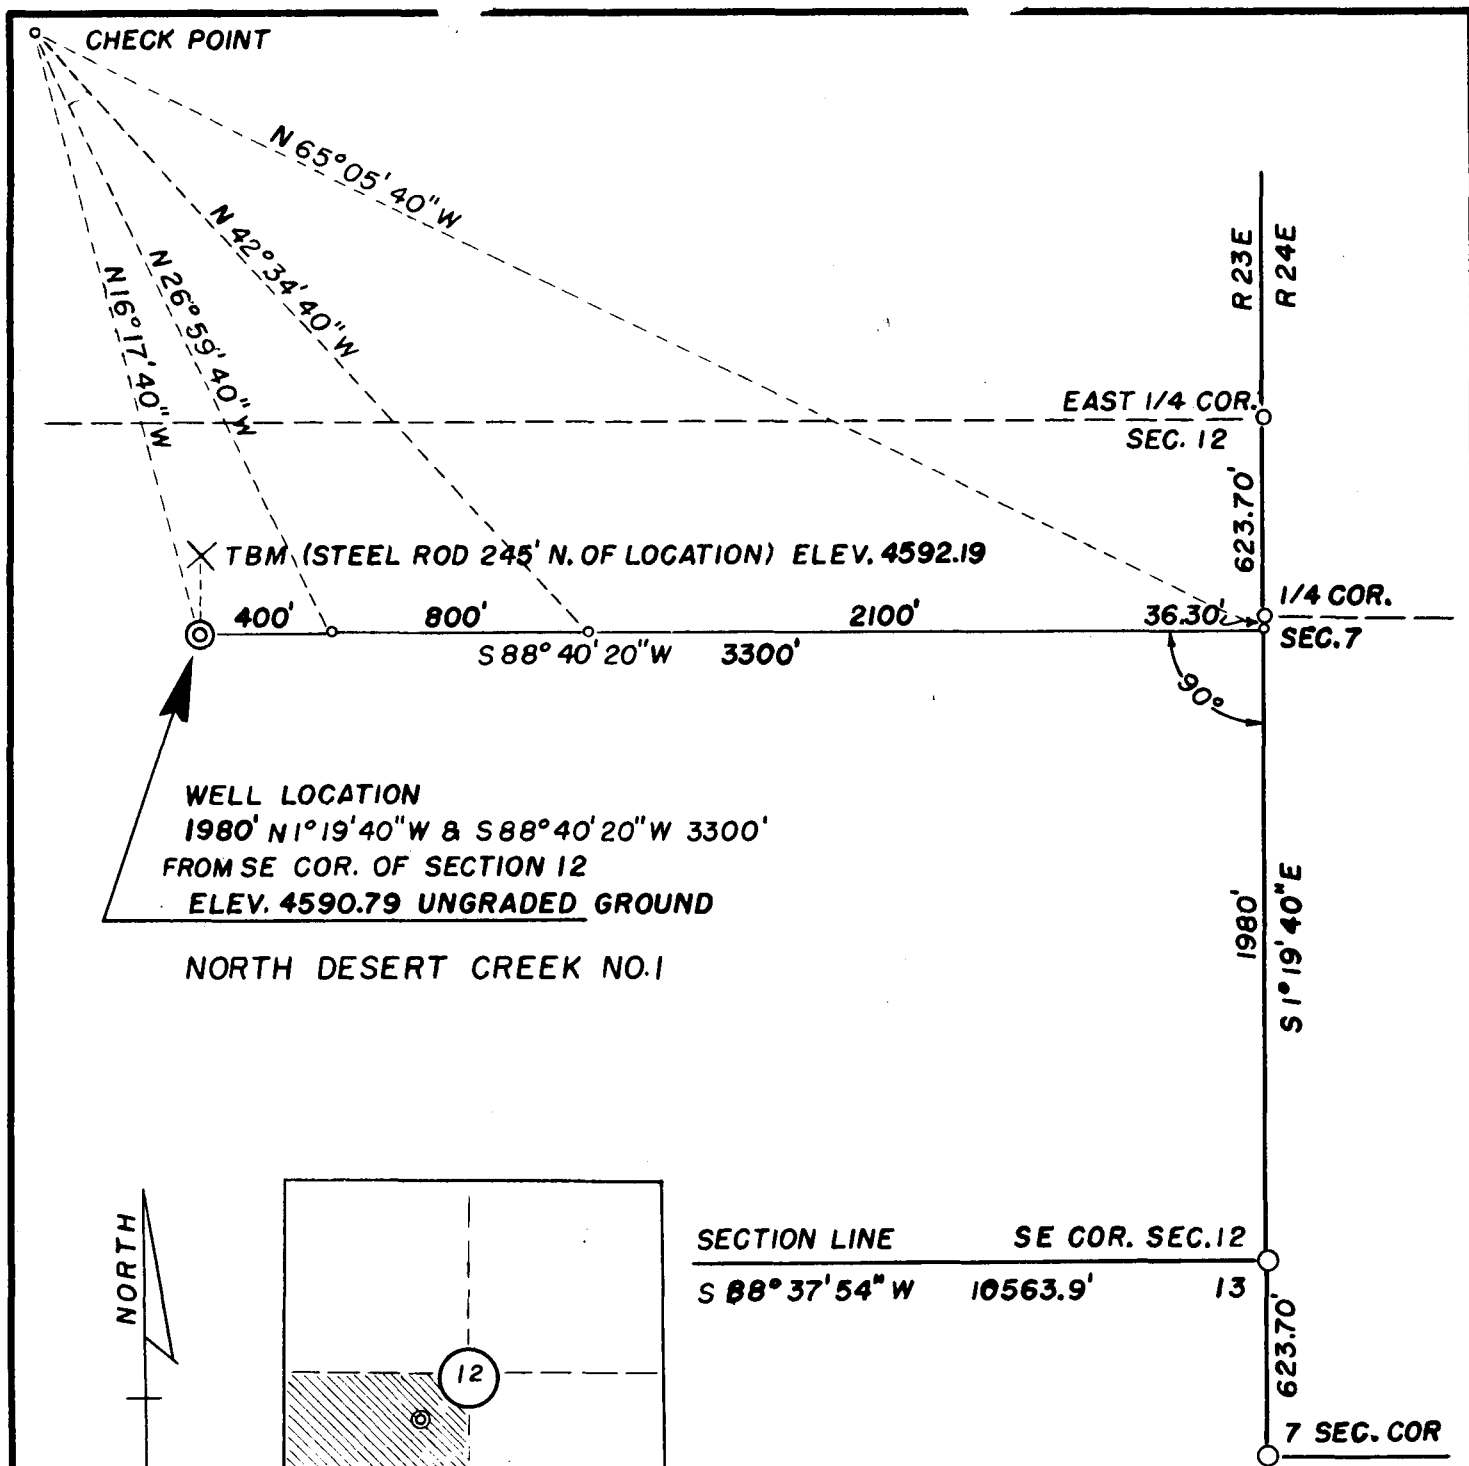 CHECK POINT
N 65°05'40"W
N 42°34'40"W
N 26°59'40"W
N16°17'40"W
R 23E
R 24E
EAST 1/4 COR.
SEC. 12
623.70'
TBM (STEEL ROD 245' N. OF LOCATION) ELEV. 4592.19
1/4 COR.
400' 800' 2100' 36.30'
SEC. 7
S 88° 40' 20" W 3300'
90°
WELL LOCATION
1980' N 1° 19' 40" W & S 88° 40' 20" W 3300'
FROM SE COR. OF SECTION 12
ELEV. 4590.79 UNGRADED GROUND
NORTH DESERT CREEK NO. 1
1980'
S 1° 19' 40" E
NORTH
SECTION LINE SE COR. SEC. 12
S 88° 37' 54" W 10563.9' 13
623.70'
12
7 SEC. COR